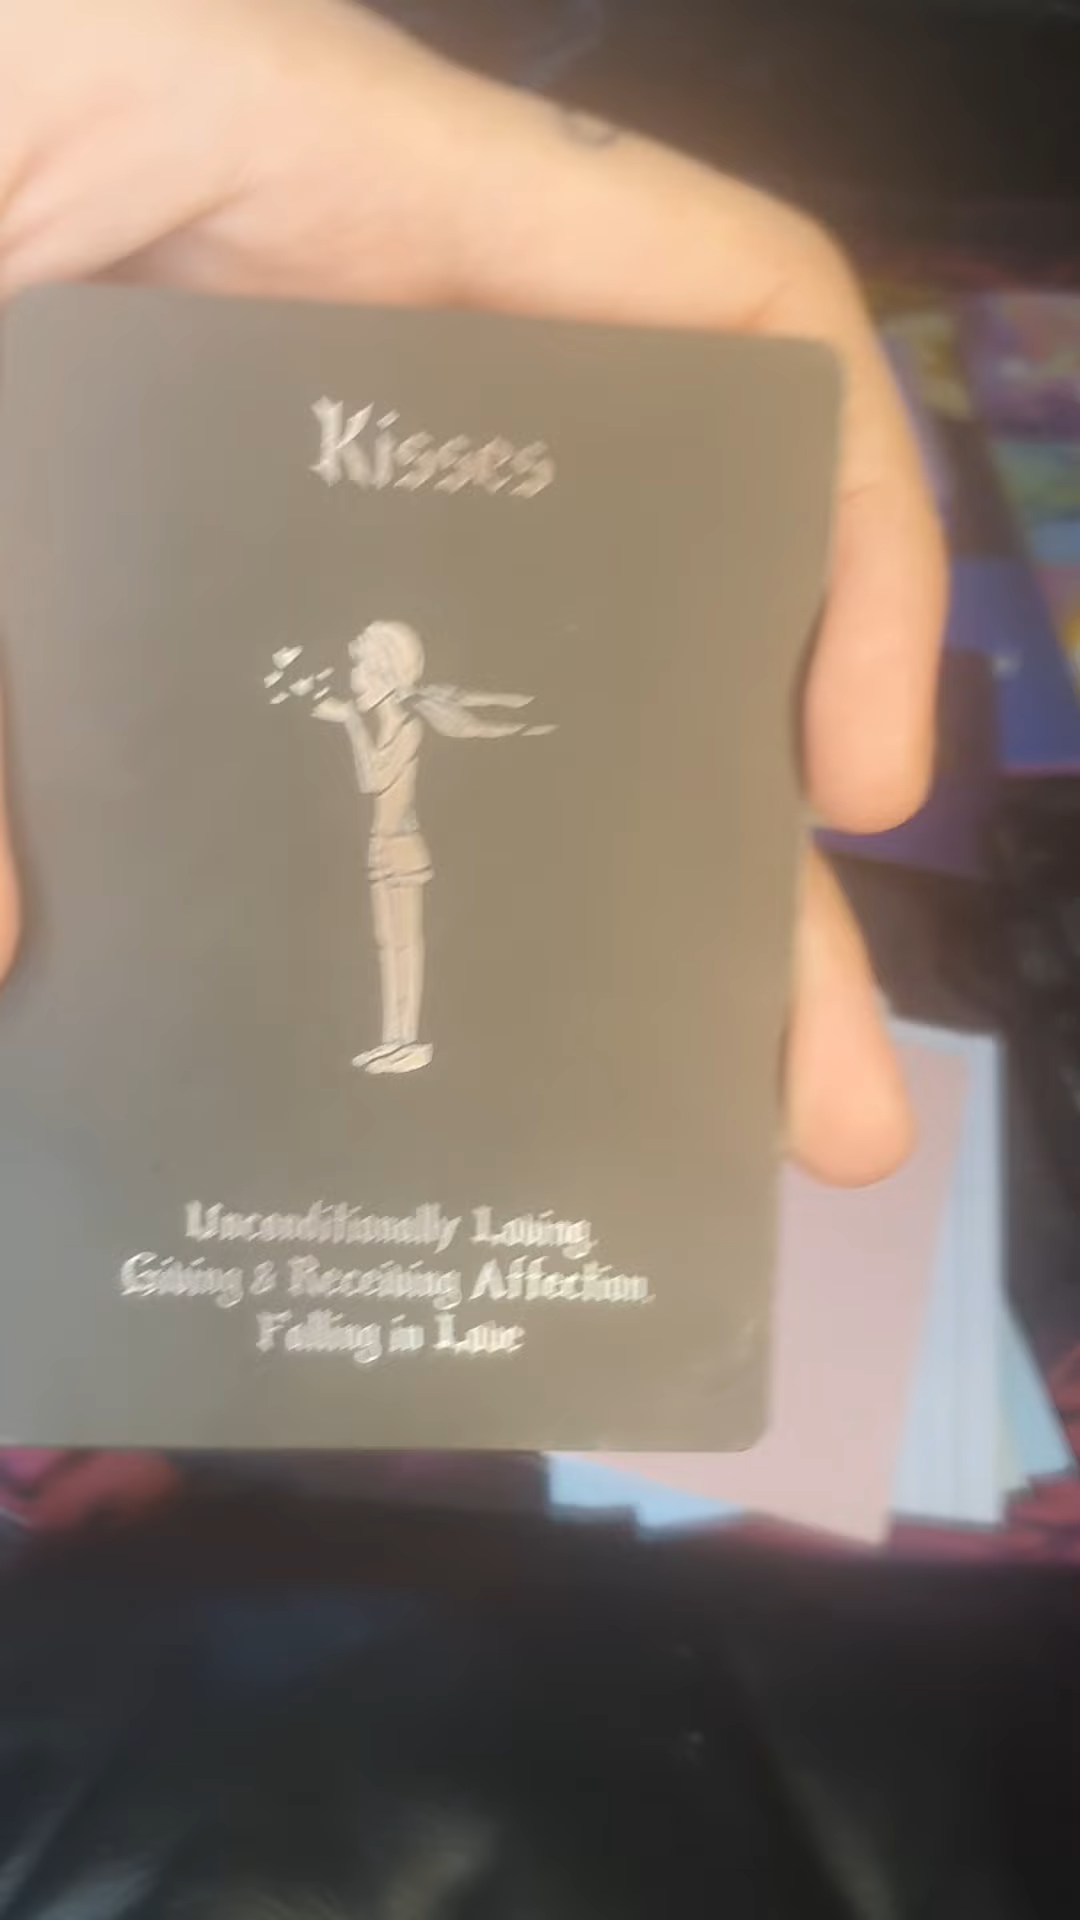 Kisses
Unconditionally Loving,
Giving & Receiving Affection,
Falling in Love